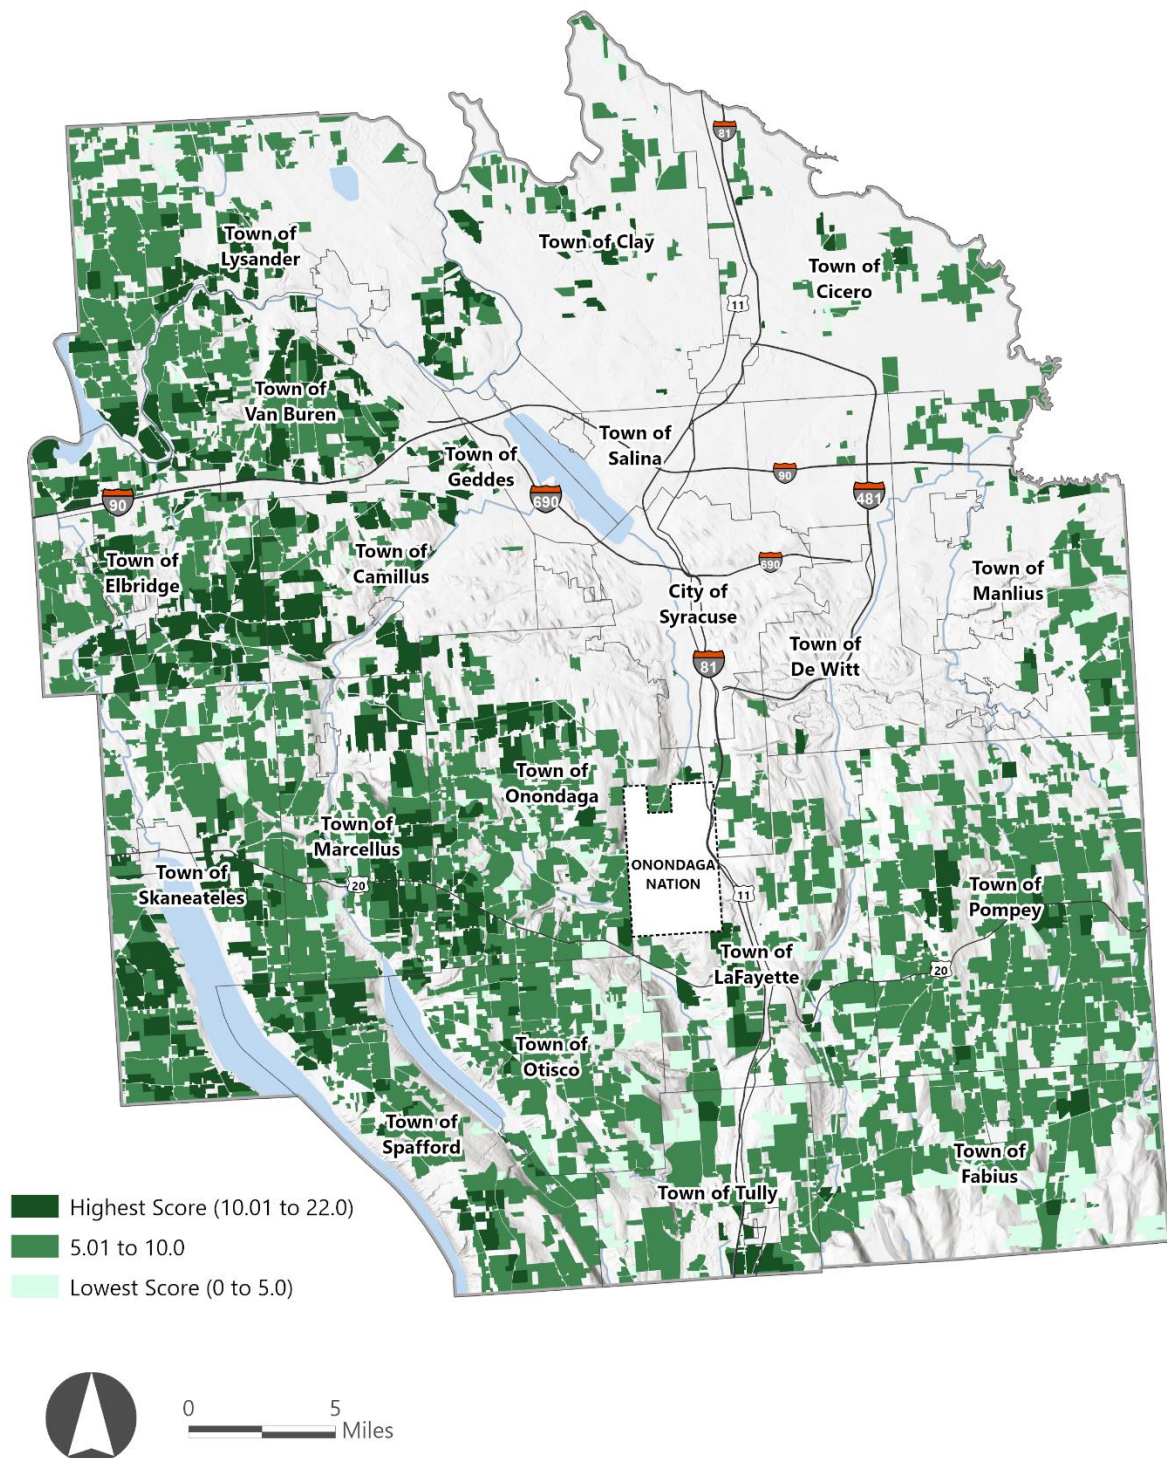 81
Town of
Lysander
Town of Clay
Town of
Cicero
11
Town of
Van Buren
Town of
Salina
Town of
Geddes
90
90
690
481
Town of
Elbridge
Town of
Camillus
690
Town of
Manlius
City of
Syracuse
Town of
De Witt
81
Town of
Onondaga
Town of
Marcellus
ONONDAGA
NATION
Town of
Skaneateles
20
11
Town of
Pompey
Town of
LaFayette
20
Town of
Otisco
Town of
Spafford
Town of
Fabius
Town of Tully
Highest Score (10.01 to 22.0)
5.01 to 10.0
Lowest Score (0 to 5.0)
0 5
Miles